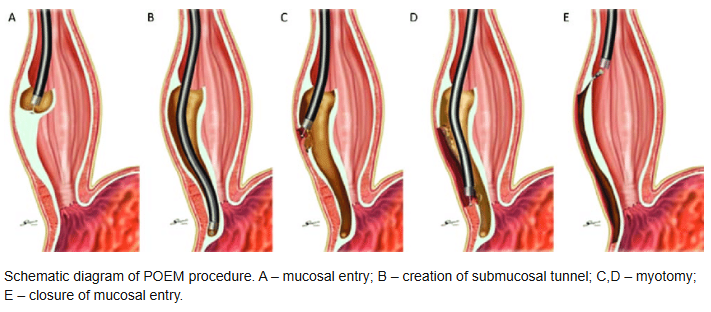 A B C D E
Schematic diagram of POEM procedure. A – mucosal entry; B – creation of submucosal tunnel; C,D – myotomy;
E – closure of mucosal entry.